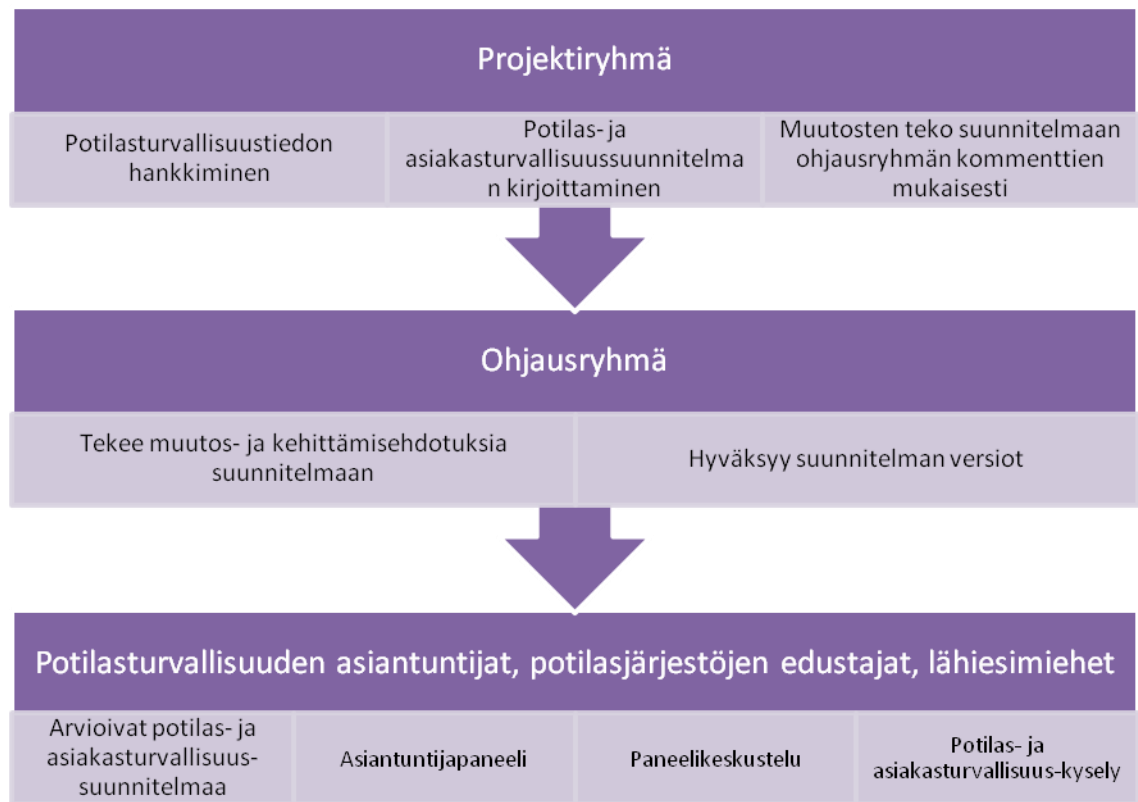 Projektiryhmä
Potilasturvallisuustiedon
hankkiminen
Potilas- ja
asiakasturvallisuussuunnitelma
n kirjoittaminen
Muutosten teko suunnitelmaan
ohjausryhmän kommenttien
mukaisesti
Ohjausryhmä
Tekee muutos- ja kehittämisehdotuksia
suunnitelmaan
Hyväksyy suunnitelman versiot
Potilasturvallisuuden asiantuntijat, potilasjärjestöjen edustajat, lähiesimiehet
Arvioivat potilas- ja
asiakasturvallisuus-
suunnitelmaa
Asiantuntijapaneeli
Paneelikeskustelu
Potilas- ja
asiakasturvallisuus-kysely